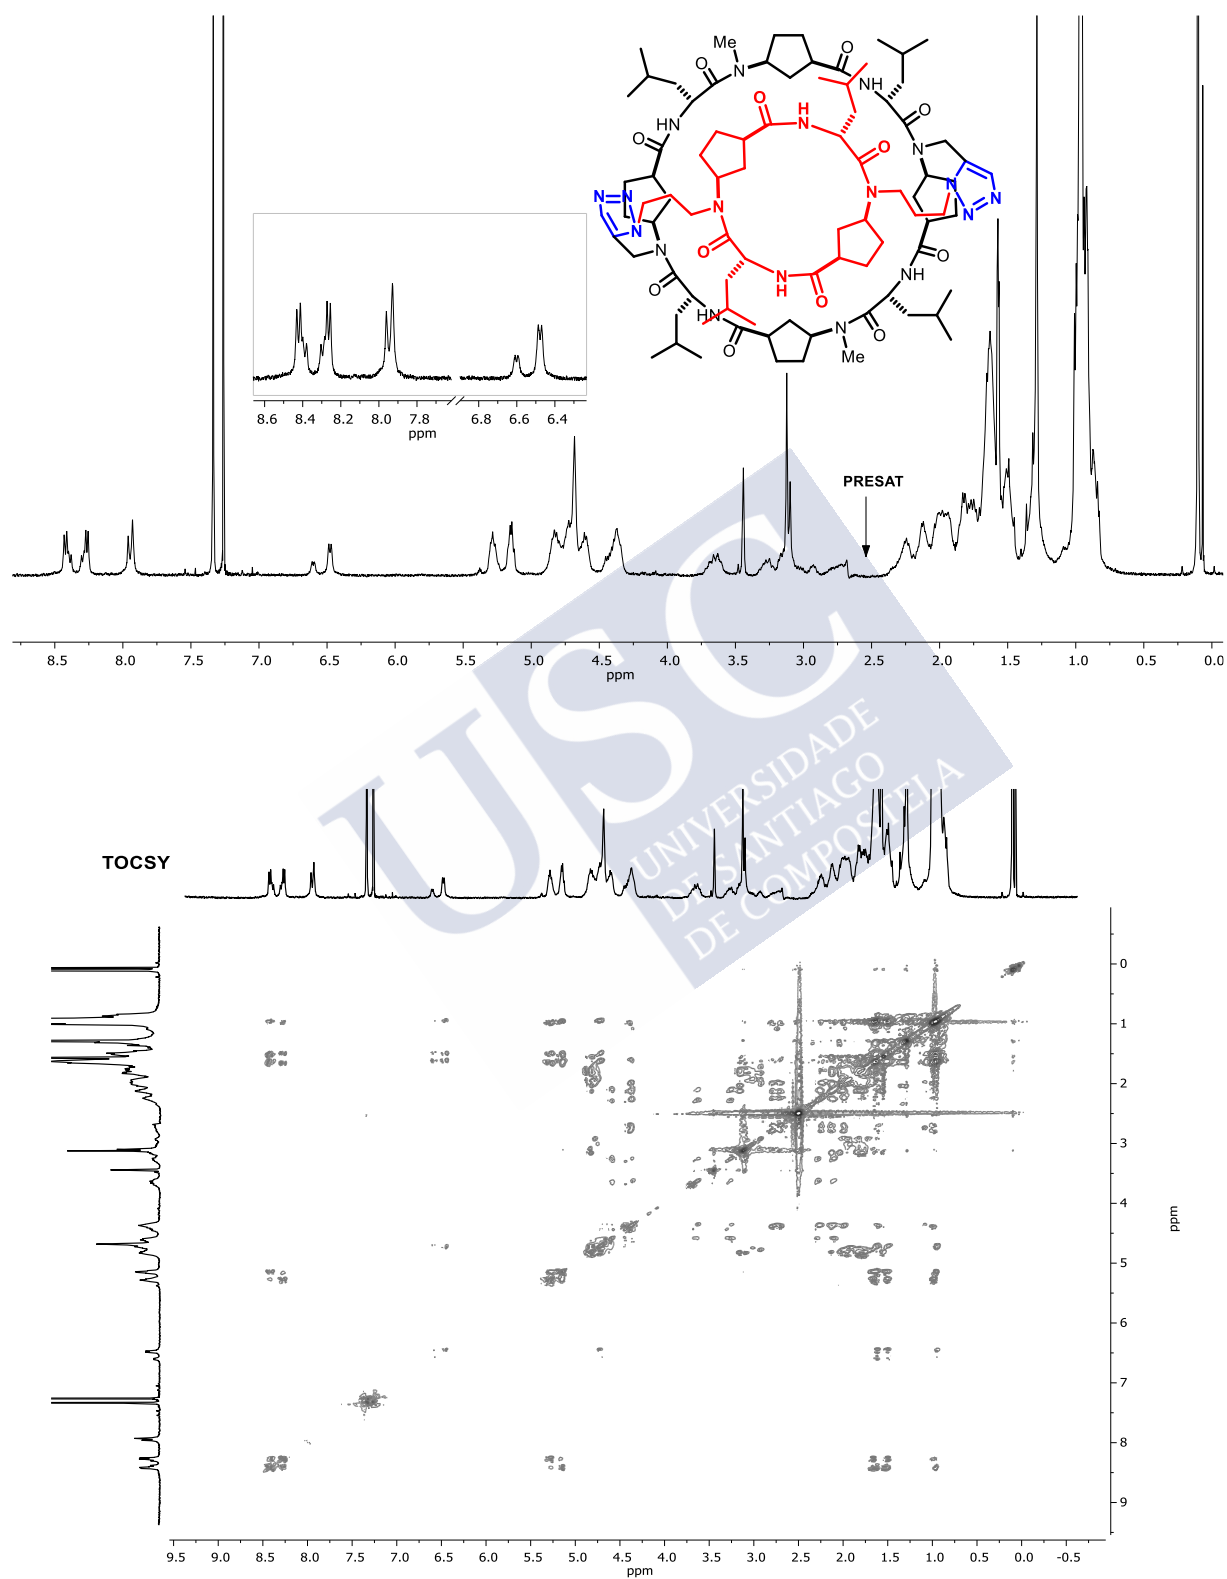 Me
O
O
N
NH
O
O
HN
O
H
N
O
O
N
N
N
N
N
N
N
N
N
N
O
O
O
N
N
H
O
O
NH
HN
O
O
N
Me
O
8.6 8.4 8.2 8.0 7.8 6.8 6.6 6.4
ppm
PRESAT
8.5 8.0 7.5 7.0 6.5 6.0 5.5 5.0 4.5 4.0 3.5 3.0 2.5 2.0 1.5 1.0 0.5 0.0
ppm
USC
UNIVERSIDADE
DE SANTIAGO
DE COMPOSTELA
TOCSY
0
1
2
3
4
5
6
7
8
9
ppm
9.5 9.0 8.5 8.0 7.5 7.0 6.5 6.0 5.5 5.0 4.5 4.0 3.5 3.0 2.5 2.0 1.5 1.0 0.5 0.0 -0.5
ppm